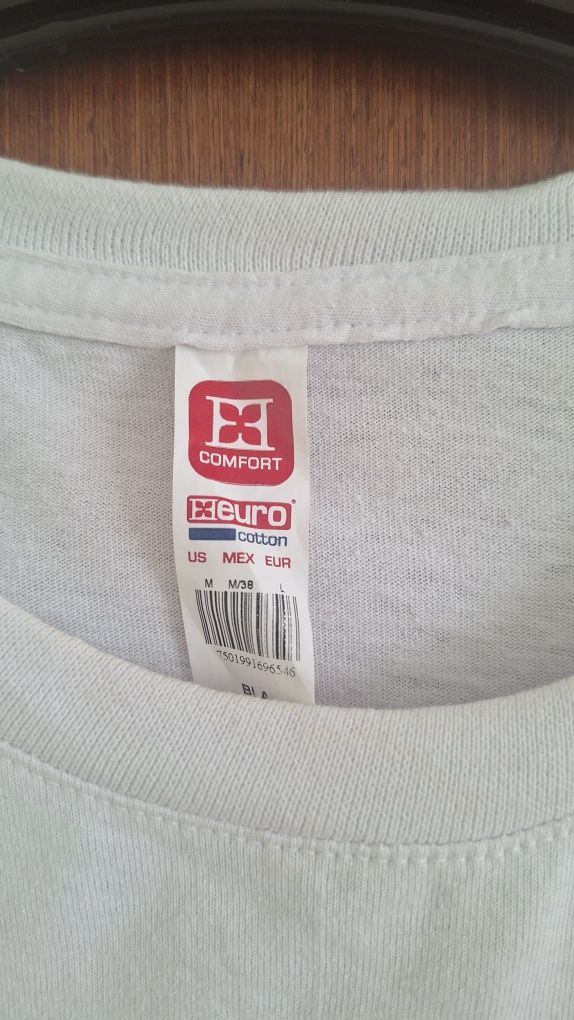 COMFORT
euro®
cotton
US MEX EUR
M M/38 L
7501991696546
BLA